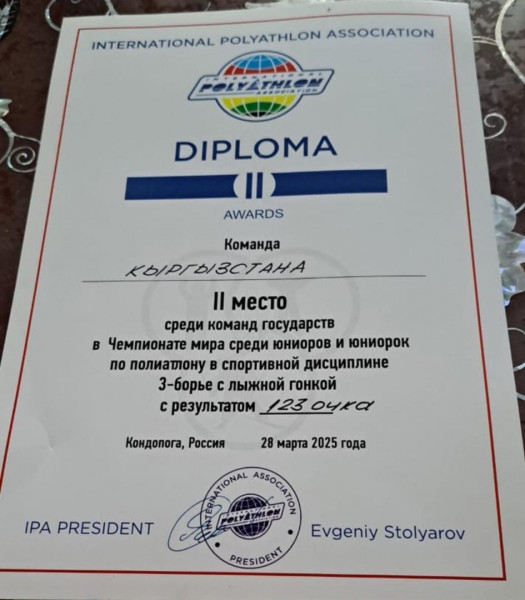 INTERNATIONAL POLYATHLON ASSOCIATION
INTERNATIONAL
POLYATHLON
ASSOCIATION
DIPLOMA
II
AWARDS
Команда
КЫРГЫЗСТАНА
II место
среди команд государств
в Чемпионате мира среди юниоров и юниорок
по полиатлону в спортивной дисциплине
3-борье с лыжной гонкой
с результатом 123 очка
Кондопога, Россия 28 марта 2025 года
INTERNATIONAL ASSOCIATION
POLYATHLON
PRESIDENT
IPA PRESIDENT Evgeniy Stolyarov